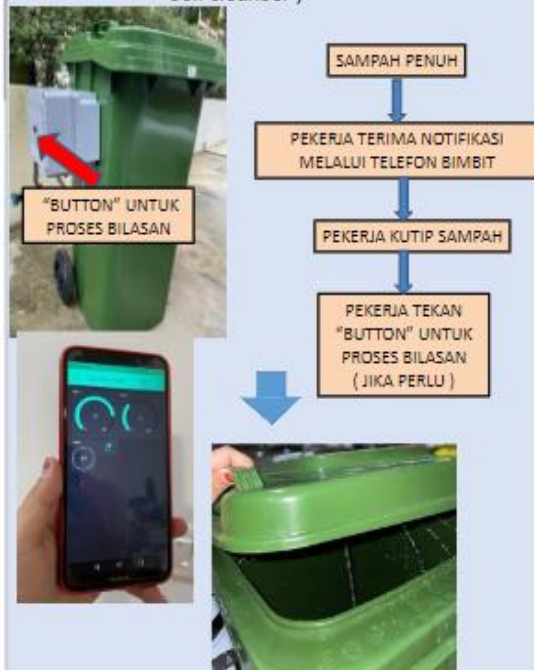 SAMPAH PENUH
PEKERJA TERIMA NOTIFIKASI
MELALUI TELEFON BIMBIT
"BUTTON" UNTUK
PROSES BILASAN
PEKERJA KUTIP SAMPAH
PEKERJA TEKAN
"BUTTON" UNTUK
PROSES BILASAN
( JIKA PERLU )